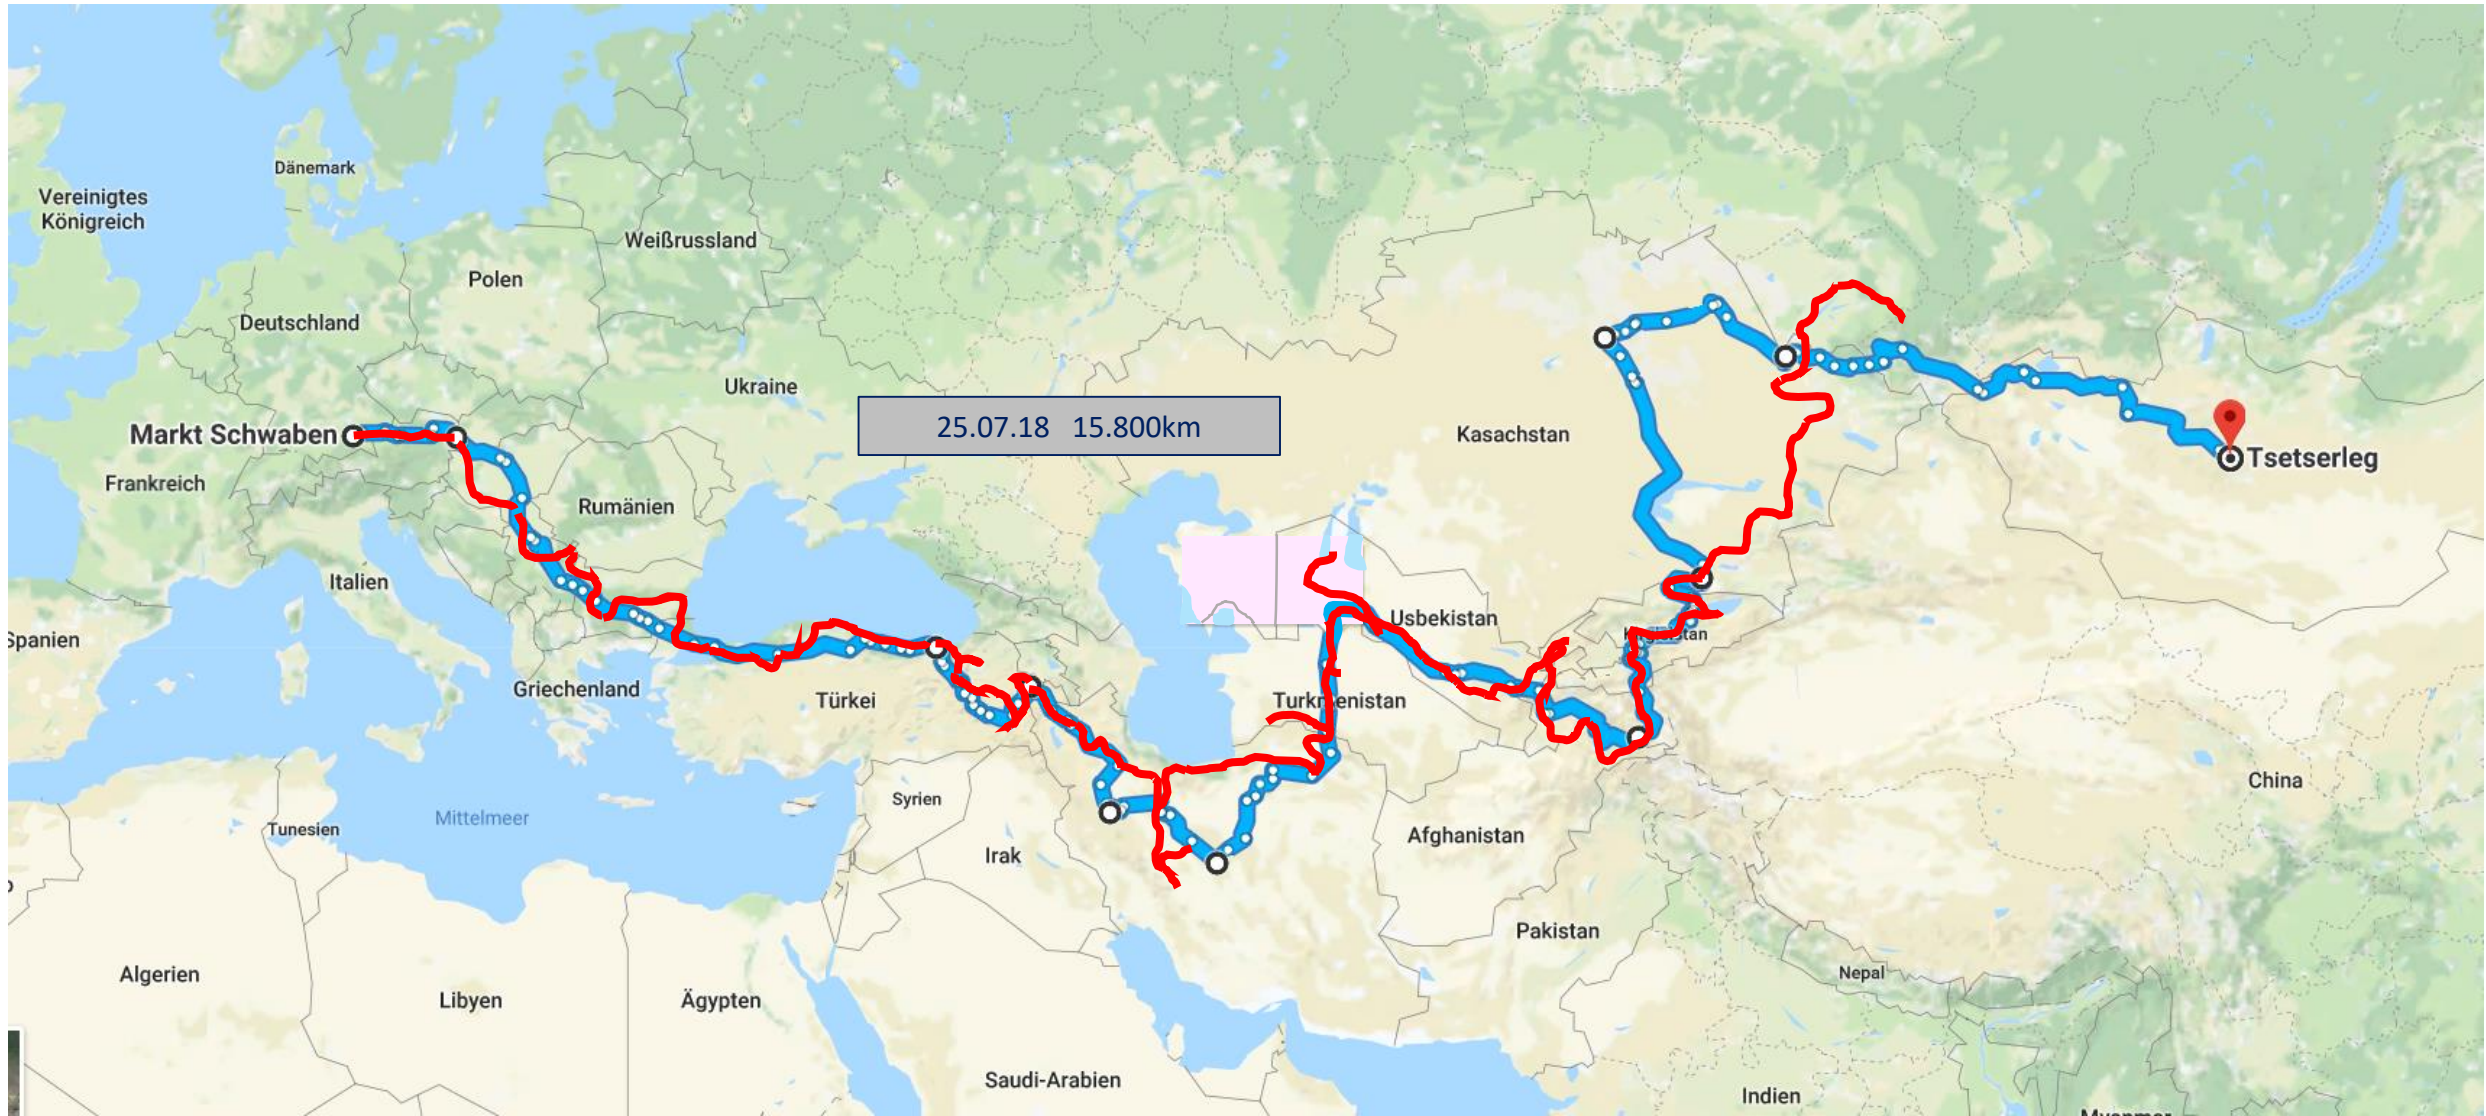 Dänemark
Vereinigtes
Königreich
Weißrussland
Polen
Deutschland
Ukraine
25.07.18 15.800km
Markt Schwaben
Kasachstan
Tsetserleg
Frankreich
Rumänien
Italien
Usbekistan
Spanien
Griechenland
Türkei
Turkmenistan
China
Syrien
Mittelmeer
Tunesien
Afghanistan
Irak
Pakistan
Algerien
Nepal
Libyen
Ägypten
Saudi-Arabien
Indien